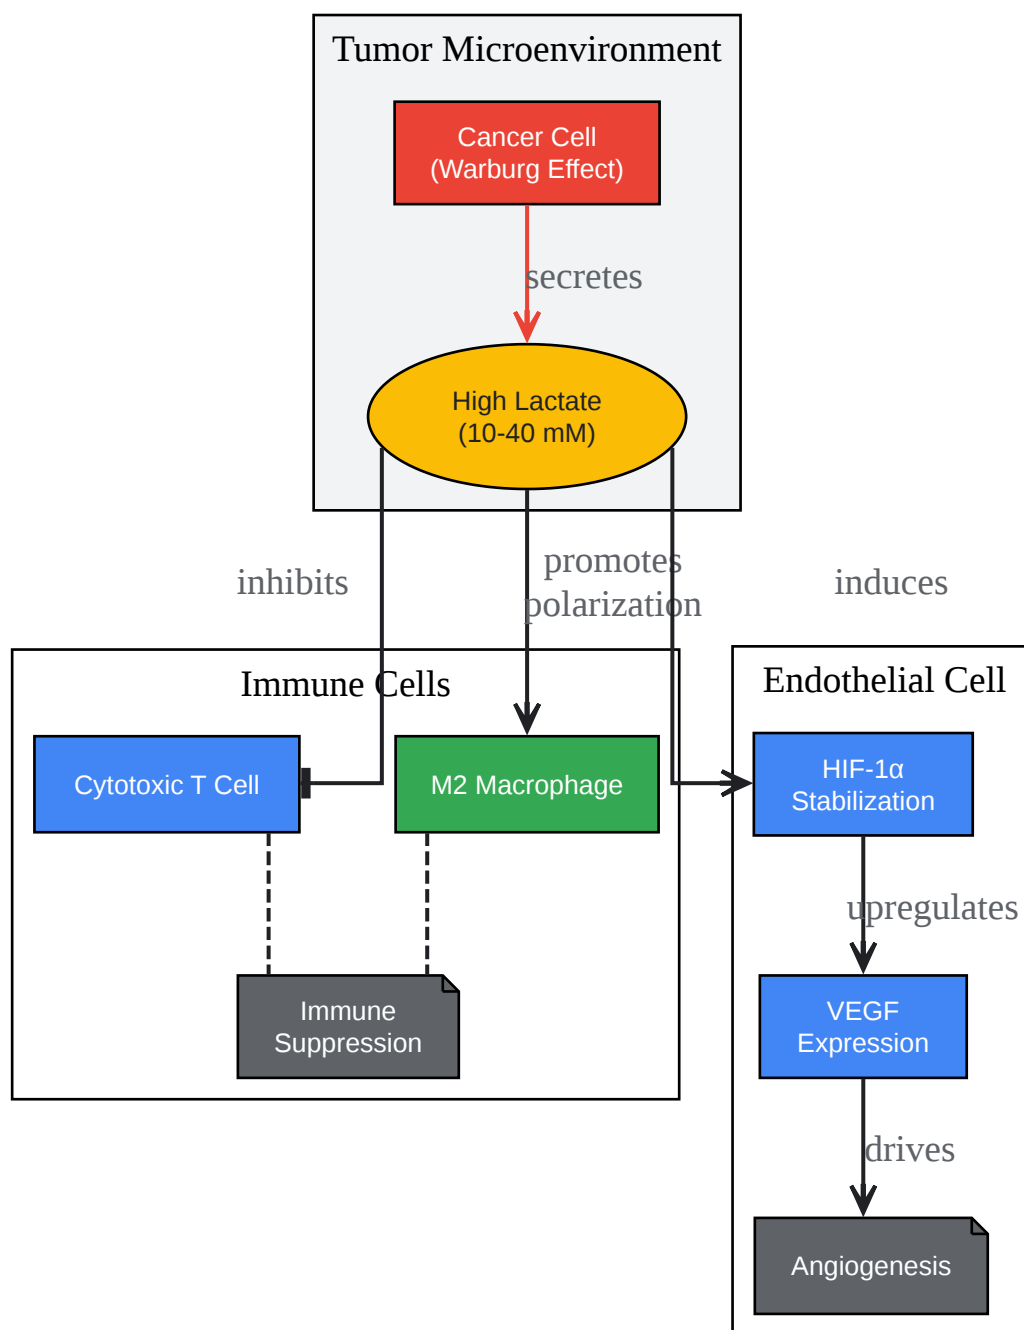 Tumor Microenvironment
Cancer Cell
(Warburg Effect)
secretes
High Lactate
(10-40 mM)
inhibits
promotes
polarization
induces
Immune Cells
Endothelial Cell
Cytotoxic T Cell
M2 Macrophage
HIF-1α
Stabilization
upregulates
Immune
Suppression
VEGF
Expression
drives
Angiogenesis